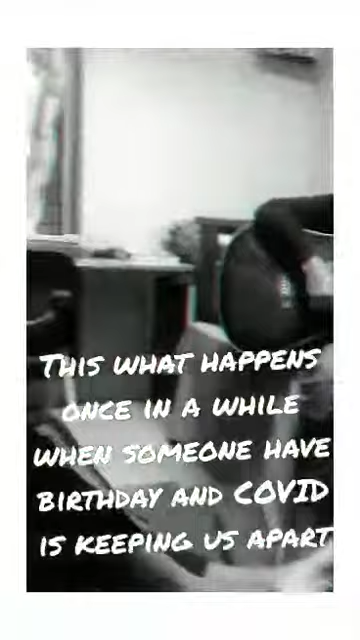 THIS WHAT HAPPENS
ONCE IN A WHILE
WHEN SOMEONE HAVE
BIRTHDAY AND COVID
IS KEEPING US APART